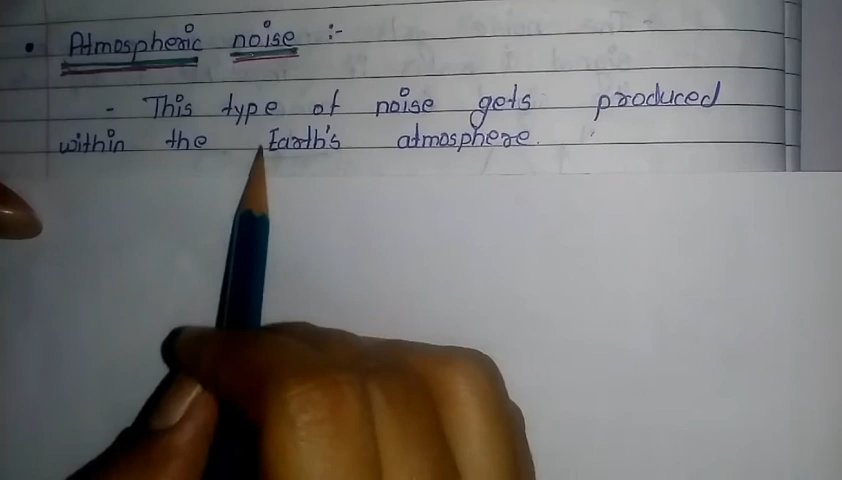 • Atmospheric noise :-
- This type of noise gets produced
within the Earth's atmosphere.